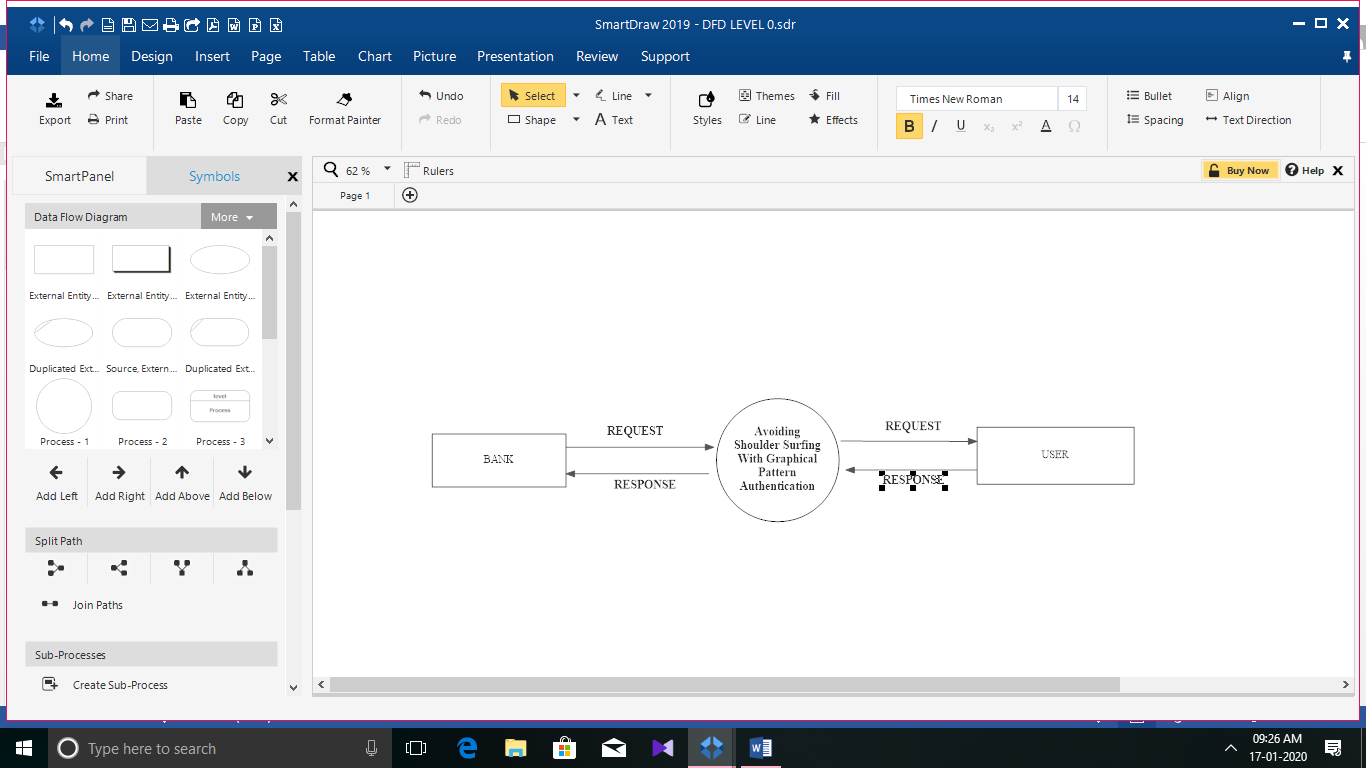 SmartDraw 2019 - DFD LEVEL 0.sdr
File Home Design Insert Page Table Chart Picture Presentation Review Support
Export
Share
Print
Paste Copy Cut Format Painter
Undo
Redo
Select Line
Shape Text
Styles
Themes Fill
Line Effects
Times New Roman 14
B I U x₂ x² A Ω
Bullet Align
Spacing Text Direction
SmartPanel Symbols
62 % Rulers
Buy Now Help
Page 1
Data Flow Diagram More
External Entity... External Entity... External Entity...
Duplicated Ext... Source, Extern... Duplicated Ext...
level
Process
Process - 1 Process - 2 Process - 3
Add Left Add Right Add Above Add Below
Split Path
Join Paths
Sub-Processes
Create Sub-Process
BANK
REQUEST
RESPONSE
Avoiding
Shoulder Surfing
With Graphical
Pattern
Authentication
REQUEST
RESPONSE
USER
Type here to search
09:26 AM
17-01-2020